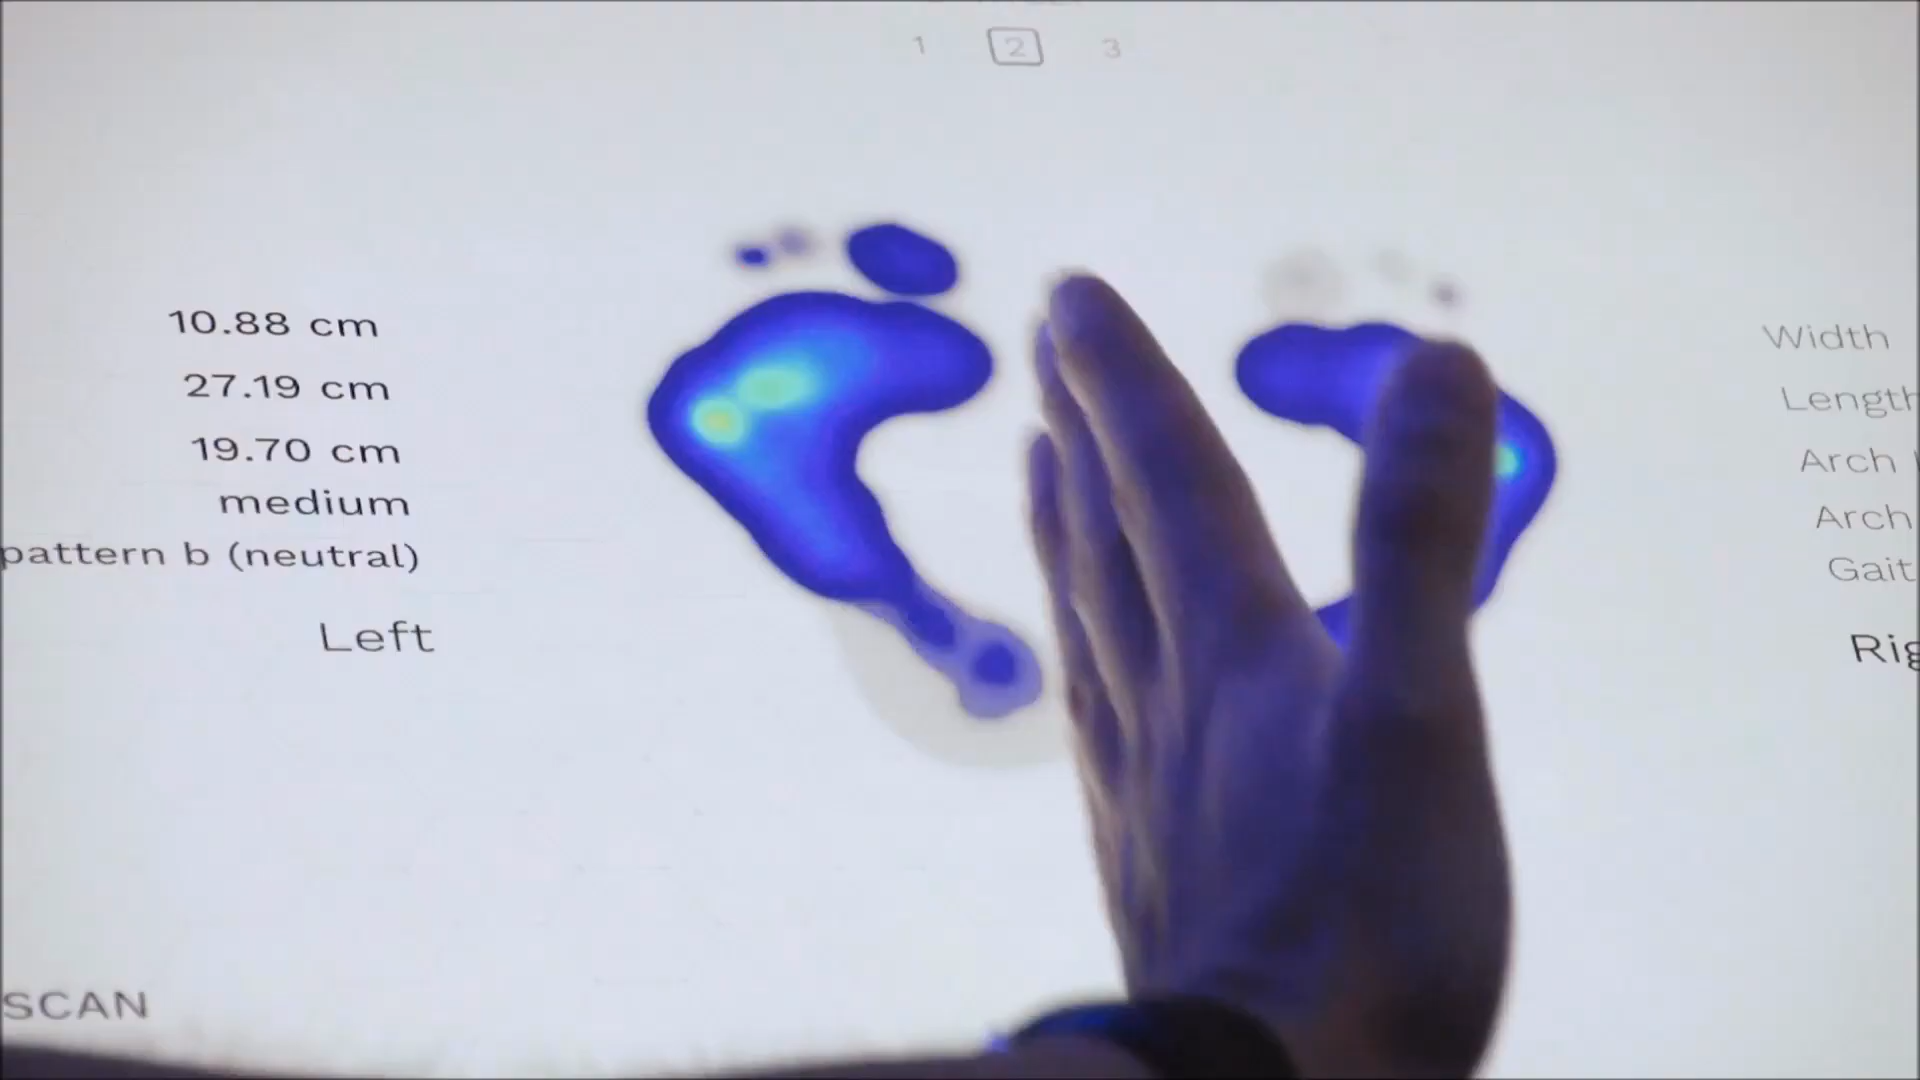 1 2 3
10.88 cm
27.19 cm
19.70 cm
medium
pattern b (neutral)
Left
Width
Length
Arch
Arch
Gait
SCAN